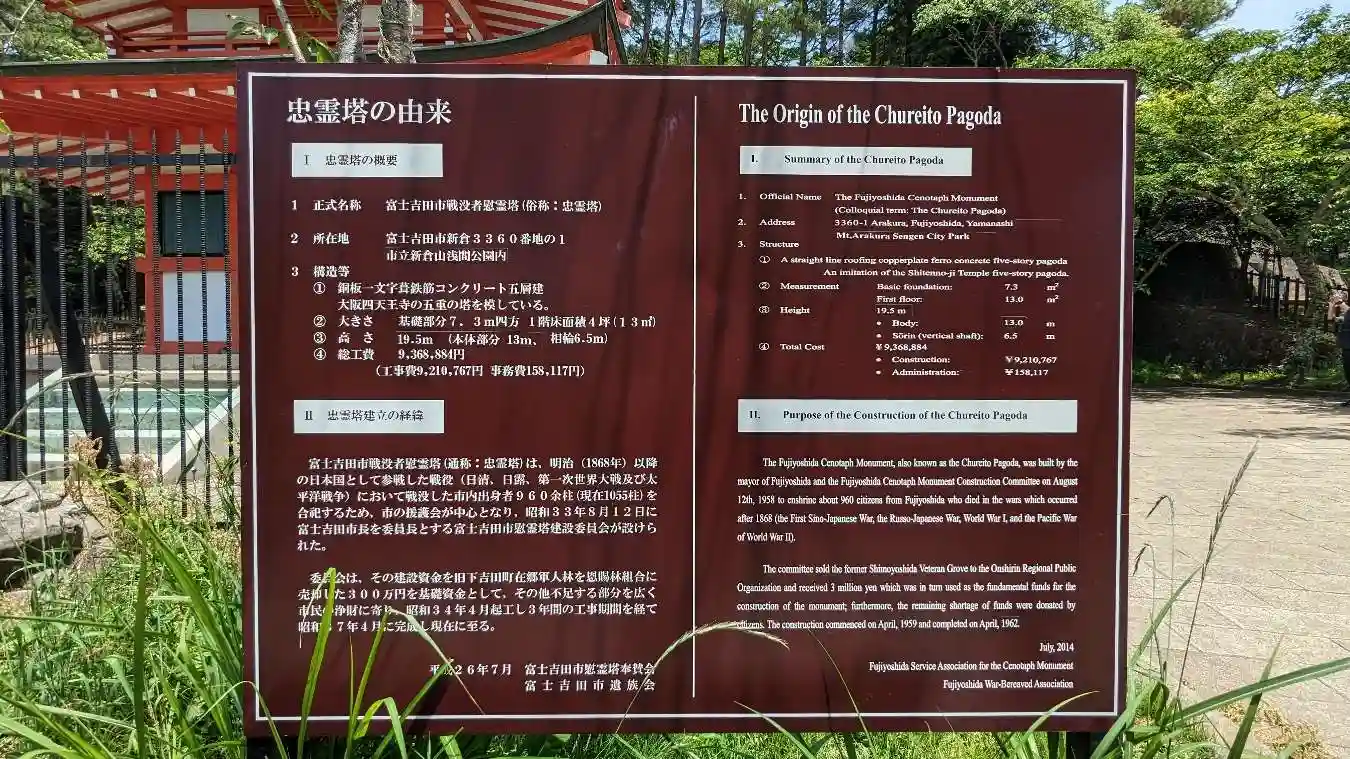 忠霊塔の由来
Ⅰ 忠霊塔の概要
1 正式名称 富士吉田市戦没者慰霊塔(俗称:忠霊塔)
2 所在地 富士吉田市新倉3360番地の1
市立新倉山浅間公園内
3 構造等
① 銅板一文字葺鉄筋コンクリート五層建
大阪四天王寺の五重の塔を模している。
② 大きさ 基礎部分7.3m四方 1階床面積4坪(13㎡)
③ 高さ 19.5m (本体部分 13m、 相輪6.5m)
④ 総工費 9,368,884円
(工事費9,210,767円 事務費158,117円)
Ⅱ 忠霊塔建立の経緯
富士吉田市戦没者慰霊塔(通称:忠霊塔)は、明治(1868年)以降
の日本国として参戦した戦役(日清、日露、第一次世界大戦及び太
平洋戦争)において戦没した市内出身者960余柱(現在1055柱)を
合祀するため、市の援護会が中心となり、昭和33年8月12日に
富士吉田市長を委員長とする富士吉田市慰霊塔建設委員会が設けら
れた。
委員会は、その建設資金を旧下吉田町在郷軍人林を恩賜林組合に
売却した300万円を基礎資金として、その他不足する部分を広く
市民の浄財に寄り、昭和34年4月起工し3年間の工事期間を経て
昭和37年4月に完成し現在に至る。
平成26年7月 富士吉田市慰霊塔奉賛会
富士吉田市遺族会
The Origin of the Chureito Pagoda
I. Summary of the Chureito Pagoda
1. Official Name The Fujiyoshida Cenotaph Monument
(Colloquial term: The Chureito Pagoda)
2. Address 3360-1 Arakura, Fujiyoshida, Yamanashi
Mt.Arakura Sengen City Park
3. Structure
① A straight line roofing copperplate ferro concrete five-story pagoda
An imitation of the Shitenno-ji Temple five-story pagoda.
② Measurement Basic foundation: 7.3 m²
First floor: 13.0 m²
③ Height 19.5 m
• Body: 13.0 m
• Sōrin (vertical shaft): 6.5 m
④ Total Cost ¥9,368,884
• Construction: ¥9,210,767
• Administration: ¥158,117
II. Purpose of the Construction of the Chureito Pagoda
The Fujiyoshida Cenotaph Monument, also known as the Chureito Pagoda, was built by the
mayor of Fujiyoshida and the Fujiyoshida Cenotaph Monument Construction Committee on August
12th, 1958 to enshrine about 960 citizens from Fujiyoshida who died in the wars which occurred
after 1868 (the First Sino-Japanese War, the Russo-Japanese War, World War I, and the Pacific War
of World War II).
The committee sold the former Shimoyoshida Veteran Grove to the Onshirin Regional Public
Organization and received 3 million yen which was in turn used as the fundamental funds for the
construction of the monument; furthermore, the remaining shortage of funds were donated by
citizens. The construction commenced on April, 1959 and completed on April, 1962.
July, 2014
Fujiyoshida Service Association for the Cenotaph Monument
Fujiyoshida War-Bereaved Association